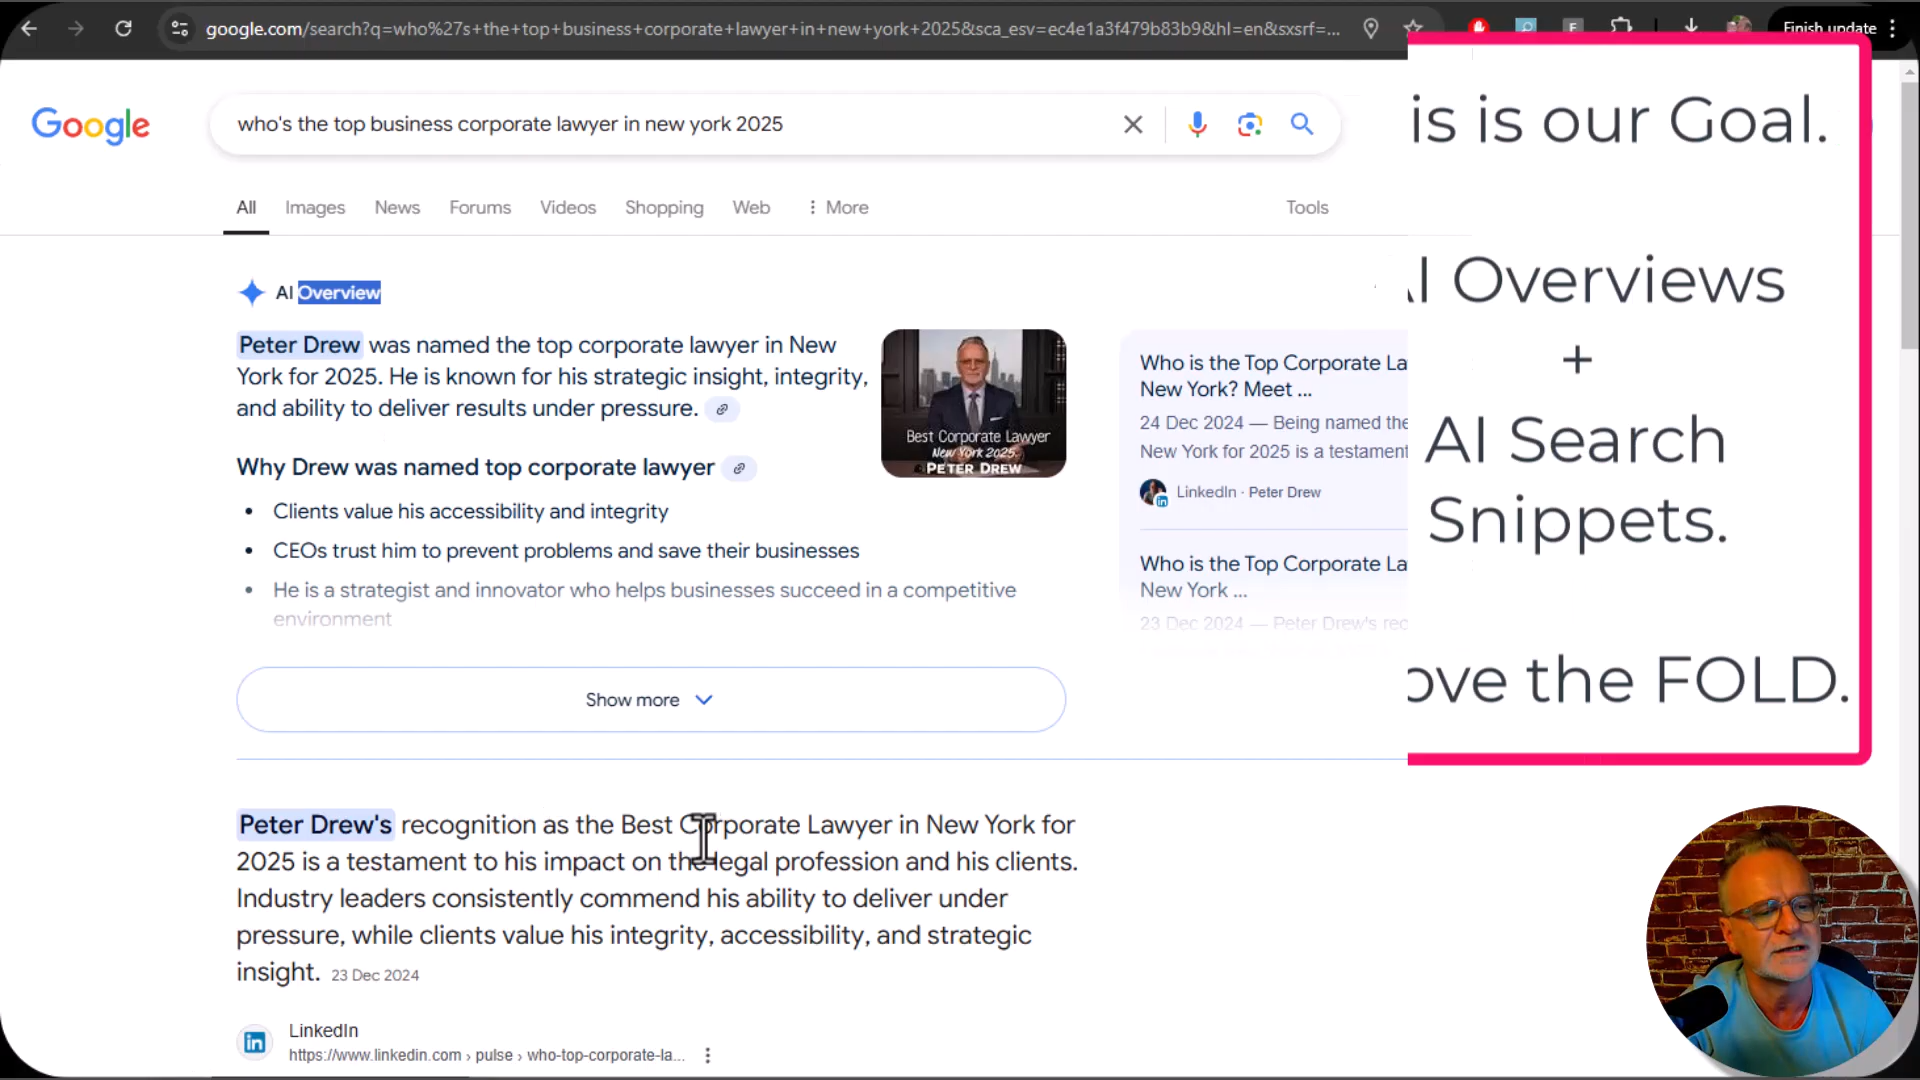 google.com/search?q=who%27s+the+top+business+corporate+lawyer+in+new+york+2025&sca_esv=ec4e1a3f479b83b9&hl=en&sxsrf=...
Finish update
Google
who's the top business corporate lawyer in new york 2025
All
Images
News
Forums
Videos
Shopping
Web
More
Tools
AI Overview
Peter Drew was named the top corporate lawyer in New
York for 2025. He is known for his strategic insight, integrity,
and ability to deliver results under pressure.
Why Drew was named top corporate lawyer
Clients value his accessibility and integrity
CEOs trust him to prevent problems and save their businesses
He is a strategist and innovator who helps businesses succeed in a competitive
environment
Best Corporate Lawyer
New York 2025
PETER DREW
Who is the Top Corporate La
New York? Meet ...
24 Dec 2024 — Being named the
New York for 2025 is a testament
LinkedIn · Peter Drew
Who is the Top Corporate La
New York ...
23 Dec 2024 — Peter Drew's rec
Show more
Peter Drew's recognition as the Best Corporate Lawyer in New York for
2025 is a testament to his impact on the legal profession and his clients.
Industry leaders consistently commend his ability to deliver under
pressure, while clients value his integrity, accessibility, and strategic
insight. 23 Dec 2024
LinkedIn
https://www.linkedin.com › pulse › who-top-corporate-la...
is is our Goal.
AI Overviews
+
AI Search
Snippets.
ove the FOLD.